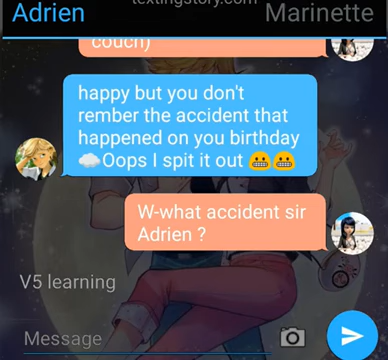 textingstory.com
Adrien
Marinette
couch)
happy but you don't
rember the accident that
happened on you birthday
☁Oops I spit it out 😬😬
W-what accident sir
Adrien ?
V5 learning
Message